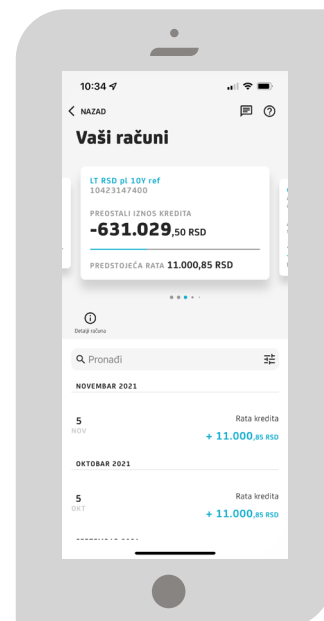 10:34
NAZAD
Vaši računi
LT RSD pl 10Y ref
10423147400
PREOSTALI IZNOS KREDITA
-631.029,50 RSD
PREDSTOJEĆA RATA 11.000,85 RSD
Detalji računa
Pronađi
NOVEMBAR 2021
5 Rata kredita
NOV
+ 11.000,85 RSD
OKTOBAR 2021
5 Rata kredita
OKT
+ 11.000,85 RSD